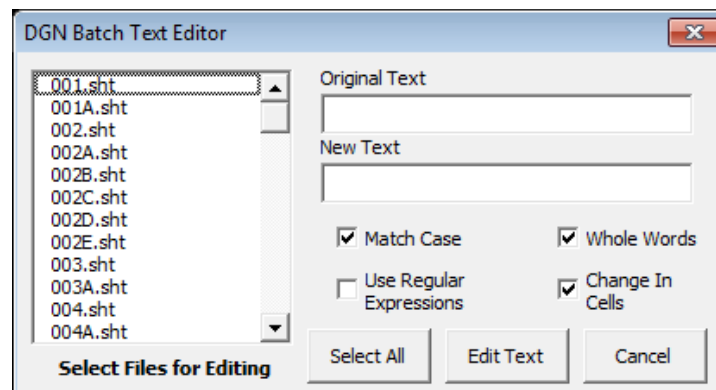 DGN Batch Text Editor
001.sht
001A.sht
002.sht
002A.sht
002B.sht
002C.sht
002D.sht
002E.sht
003.sht
003A.sht
004.sht
004A.sht
Select Files for Editing
Original Text
New Text
Match Case
Whole Words
Use Regular
Expressions
Change In
Cells
Select All
Edit Text
Cancel